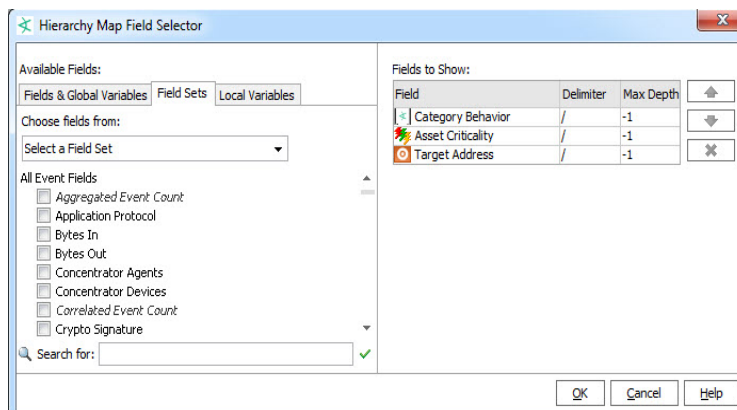 Hierarchy Map Field Selector
Available Fields:
Fields & Global Variables Field Sets Local Variables
Choose fields from:
Select a Field Set
All Event Fields
Aggregated Event Count
Application Protocol
Bytes In
Bytes Out
Concentrator Agents
Concentrator Devices
Correlated Event Count
Crypto Signature
Search for:
Fields to Show:
Field Delimiter Max Depth
Category Behavior / -1
Asset Criticality / -1
Target Address / -1
OK Cancel Help